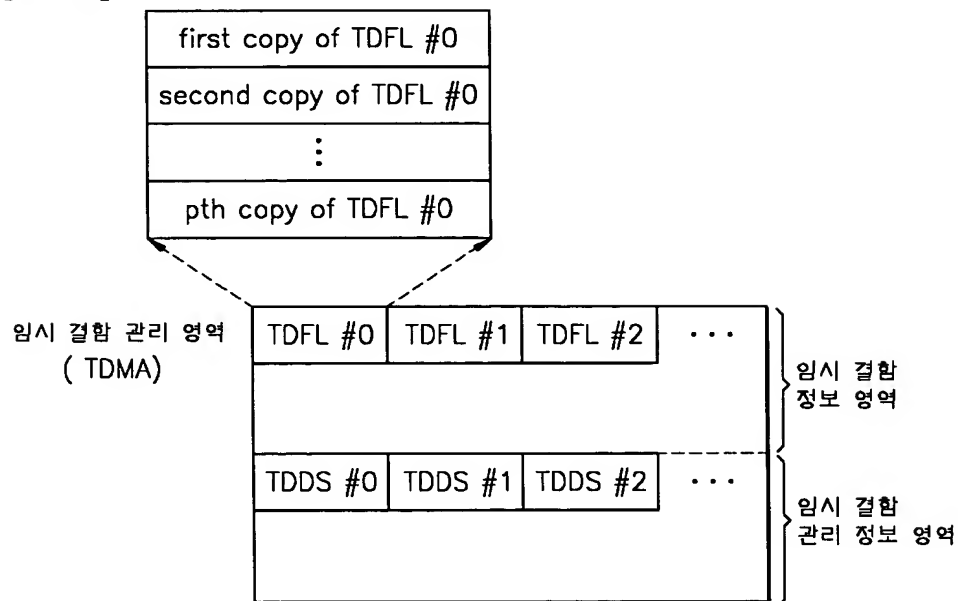 first copy of TDFL #0
second copy of TDFL #0
⋮
pth copy of TDFL #0
임시 결함 관리 영역
( TDMA)
TDFL #0 TDFL #1 TDFL #2 ···
임시 결함
정보 영역
TDDS #0 TDDS #1 TDDS #2 ···
임시 결함
관리 정보 영역